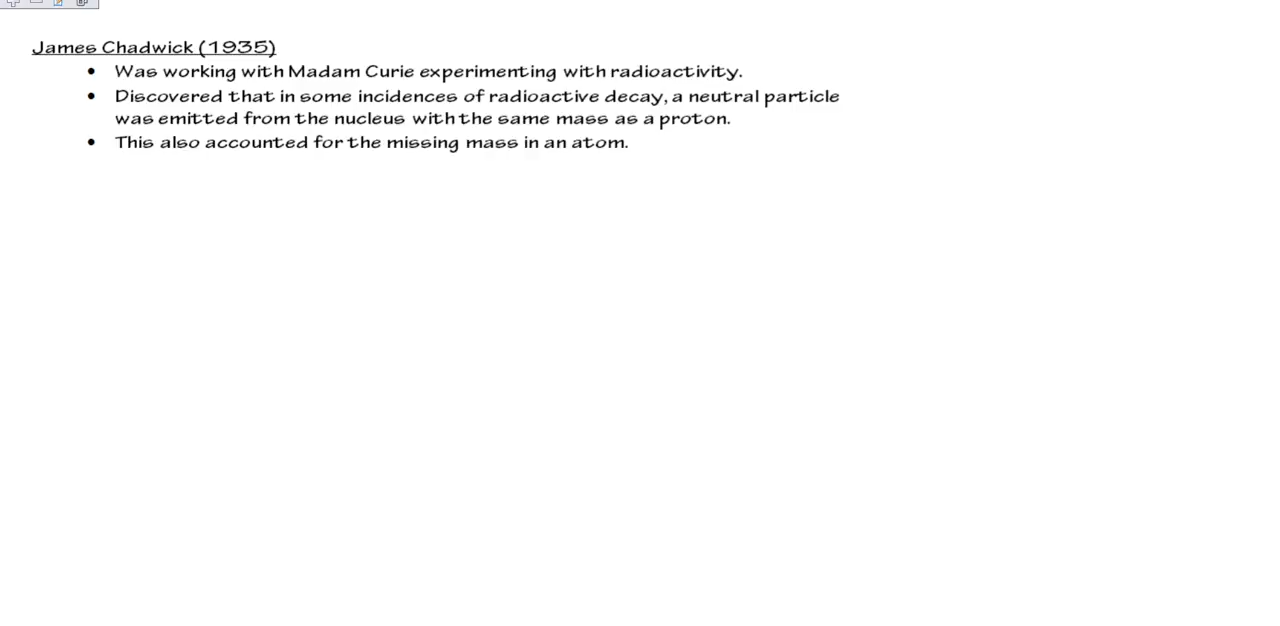 James Chadwick (1935)
• Was working with Madam Curie experimenting with radioactivity.
• Discovered that in some incidences of radioactive decay, a neutral particle
was emitted from the nucleus with the same mass as a proton.
• This also accounted for the missing mass in an atom.